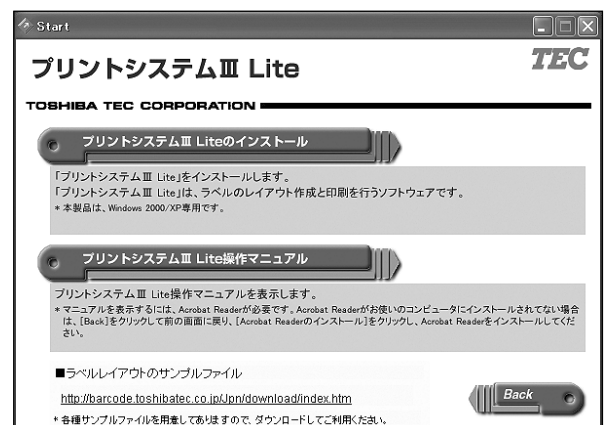 Start
プリントシステムⅢ Lite
TEC
TOSHIBA TEC CORPORATION
プリントシステムⅢ Liteのインストール
「プリントシステムⅢ Lite」をインストールします。
「プリントシステムⅢ Lite」は、ラベルのレイアウト作成と印刷を行うソフトウェアです。
* 本製品は、Windows 2000/XP専用です。
プリントシステムⅢ Lite操作マニュアル
プリントシステムⅢ Lite操作マニュアルを表示します。
* マニュアルを表示するには、Acrobat Readerが必要です。Acrobat Readerがお使いのコンピュータにインストールされてない場合
は、[Back]をクリックして前の画面に戻り、[Acrobat Readerのインストール]をクリックし、Acrobat Readerをインストールしてくだ
さい。
■ラベルレイアウトのサンプルファイル
http://barcode.toshibatec.co.jp/Jpn/download/index.htm
* 各種サンプルファイルを用意してありますので、ダウンロードしてご利用ください。
Back